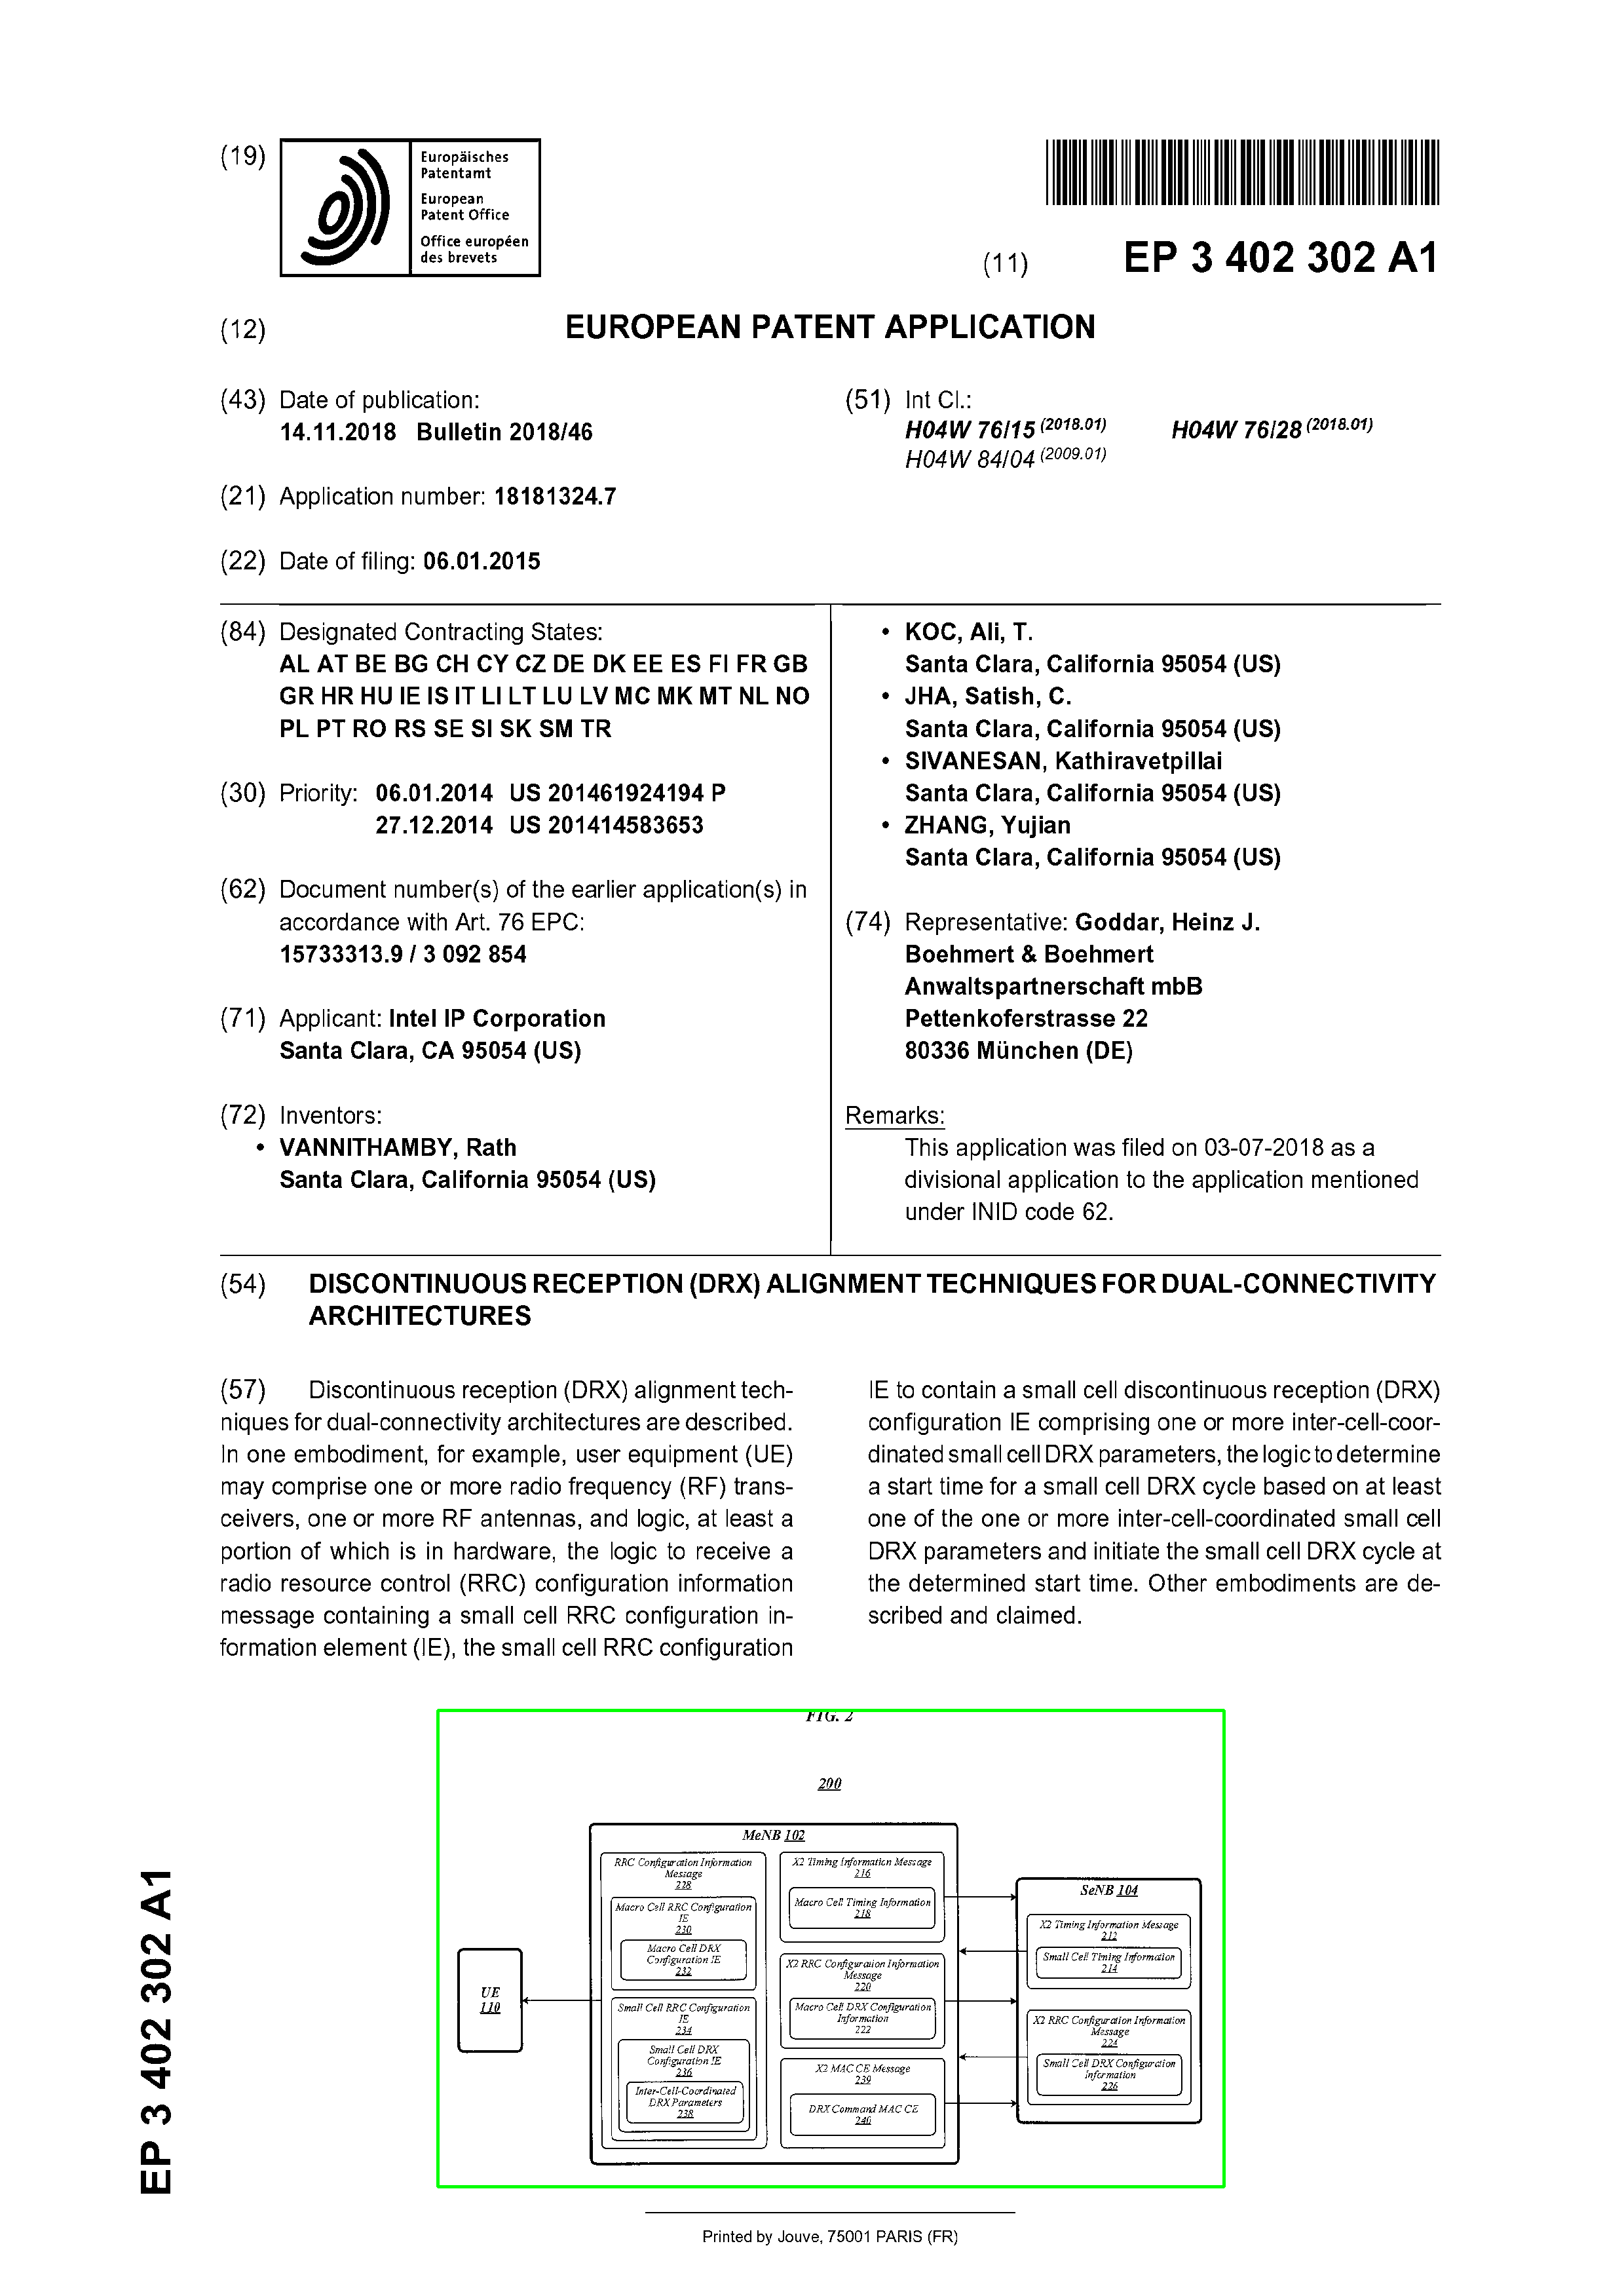 (19)
Europäisches
Patentamt
European
Patent Office
Office européen
des brevets
(11) EP 3 402 302 A1
(12) EUROPEAN PATENT APPLICATION
(43) Date of publication:
14.11.2018 Bulletin 2018/46
(21) Application number: 18181324.7
(22) Date of filing: 06.01.2015
(51) Int Cl.:
H04W 76/15 (2018.01) H04W 76/28 (2018.01)
H04W 84/04 (2009.01)
(84) Designated Contracting States:
AL AT BE BG CH CY CZ DE DK EE ES FI FR GB
GR HR HU IE IS IT LI LT LU LV MC MK MT NL NO
PL PT RO RS SE SI SK SM TR
(30) Priority: 06.01.2014 US 201461924194 P
27.12.2014 US 201414583653
(62) Document number(s) of the earlier application(s) in
accordance with Art. 76 EPC:
15733313.9 / 3 092 854
(71) Applicant: Intel IP Corporation
Santa Clara, CA 95054 (US)
(72) Inventors:
• VANNITHAMBY, Rath
Santa Clara, California 95054 (US)
• KOC, Ali, T.
Santa Clara, California 95054 (US)
• JHA, Satish, C.
Santa Clara, California 95054 (US)
• SIVANESAN, Kathiravetpillai
Santa Clara, California 95054 (US)
• ZHANG, Yujian
Santa Clara, California 95054 (US)
(74) Representative: Goddar, Heinz J.
Boehmert & Boehmert
Anwaltspartnerschaft mbB
Pettenkoferstrasse 22
80336 München (DE)
Remarks:
This application was filed on 03-07-2018 as a
divisional application to the application mentioned
under INID code 62.
(54) DISCONTINUOUS RECEPTION (DRX) ALIGNMENT TECHNIQUES FOR DUAL-CONNECTIVITY
ARCHITECTURES
(57) Discontinuous reception (DRX) alignment tech-
niques for dual-connectivity architectures are described.
In one embodiment, for example, user equipment (UE)
may comprise one or more radio frequency (RF) trans-
ceivers, one or more RF antennas, and logic, at least a
portion of which is in hardware, the logic to receive a
radio resource control (RRC) configuration information
message containing a small cell RRC configuration in-
formation element (IE), the small cell RRC configuration
IE to contain a small cell discontinuous reception (DRX)
configuration IE comprising one or more inter-cell-coor-
dinated small cell DRX parameters, the logic to determine
a start time for a small cell DRX cycle based on at least
one of the one or more inter-cell-coordinated small cell
DRX parameters and initiate the small cell DRX cycle at
the determined start time. Other embodiments are de-
scribed and claimed.
FIG. 2
200
UE
110
MeNB 102
RRC Configuration Information
Message
228
Macro Cell RRC Configuration
IE
230
Macro Cell DRX
Configuration IE
232
Small Cell RRC Configuration
IE
234
Small Cell DRX
Configuration IE
236
Inter-Cell-Coordinated
DRX Parameters
238
X2 Timing Information Message
216
Macro Cell Timing Information
218
X2 RRC Configuration Information
Message
220
Macro Cell DRX Configuration
Information
222
X2 MAC CE Message
239
DRX Command MAC CE
240
SeNB 104
X2 Timing Information Message
212
Small Cell Timing Information
214
X2 RRC Configuration Information
Message
224
Small Cell DRX Configuration
Information
226
EP 3 402 302 A1
Printed by Jouve, 75001 PARIS (FR)